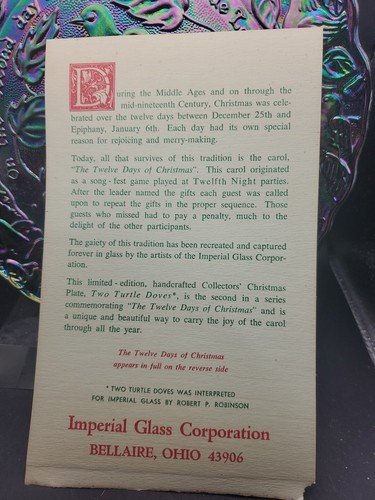 During the Middle Ages and on through the
mid-nineteenth Century, Christmas was cele-
brated over the twelve days between December 25th and
Epiphany, January 6th. Each day had its own special
reason for rejoicing and merry-making.
Today, all that survives of this tradition is the carol,
"The Twelve Days of Christmas". This carol originated
as a song-fest game played at Twelfth Night parties.
After the leader named the gifts each guest was called
upon to repeat the gifts in the proper sequence. Those
guests who missed had to pay a penalty, much to the
delight of the other participants.
The gaiety of this tradition has been recreated and captured
forever in glass by the artists of the Imperial Glass Corpor-
ation.
This limited-edition, handcrafted Collectors' Christmas
Plate, Two Turtle Doves*, is the second in a series
commemorating "The Twelve Days of Christmas" and is
a unique and beautiful way to carry the joy of the carol
through all the year.
The Twelve Days of Christmas
appears in full on the reverse side
* TWO TURTLE DOVES WAS INTERPRETED
FOR IMPERIAL GLASS BY ROBERT P. ROBINSON
Imperial Glass Corporation
BELLAIRE, OHIO 43906